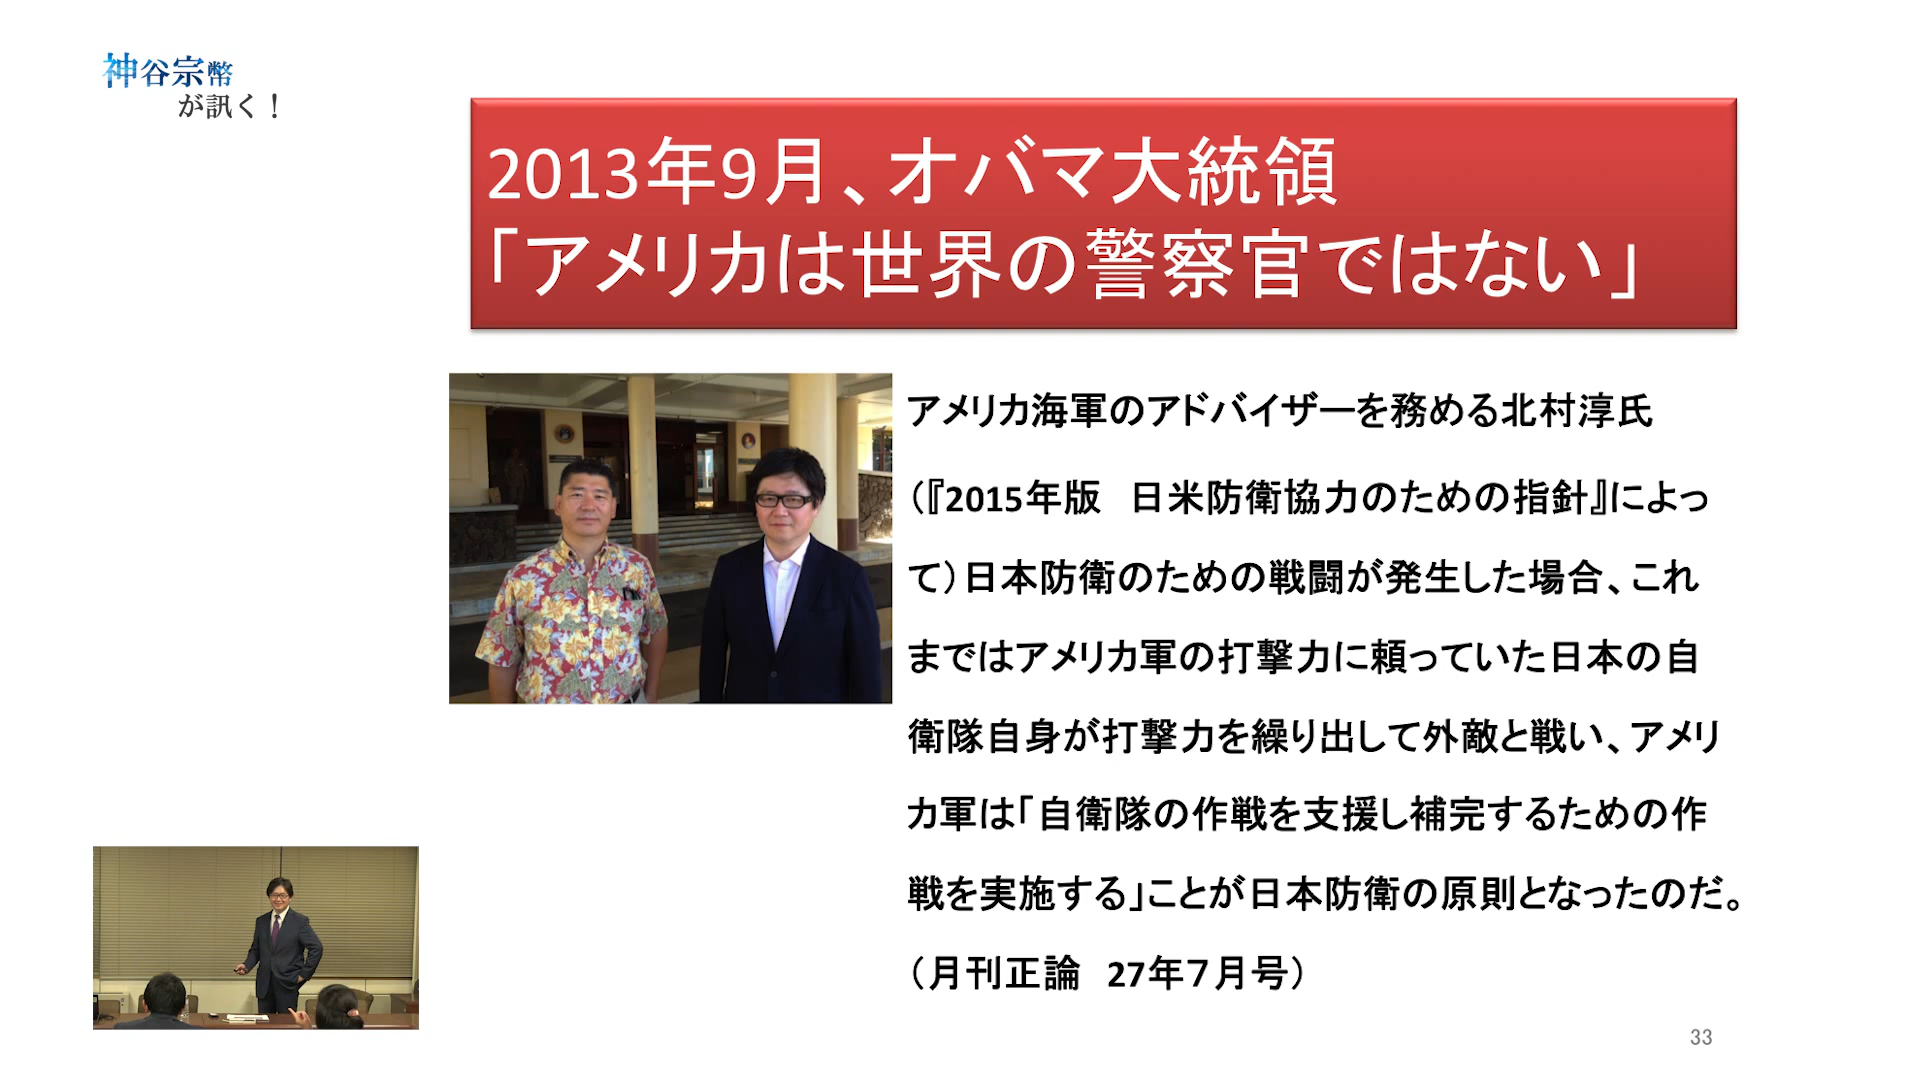 神谷宗幣
が訊く！
2013年9月、オバマ大統領
「アメリカは世界の警察官ではない」
アメリカ海軍のアドバイザーを務める北村淳氏
（『2015年版　日米防衛協力のための指針』によっ
て）日本防衛のための戦闘が発生した場合、これ
まではアメリカ軍の打撃力に頼っていた日本の自
衛隊自身が打撃力を繰り出して外敵と戦い、アメリ
カ軍は「自衛隊の作戦を支援し補完するための作
戦を実施する」ことが日本防衛の原則となったのだ。
（月刊正論　27年７月号）
33